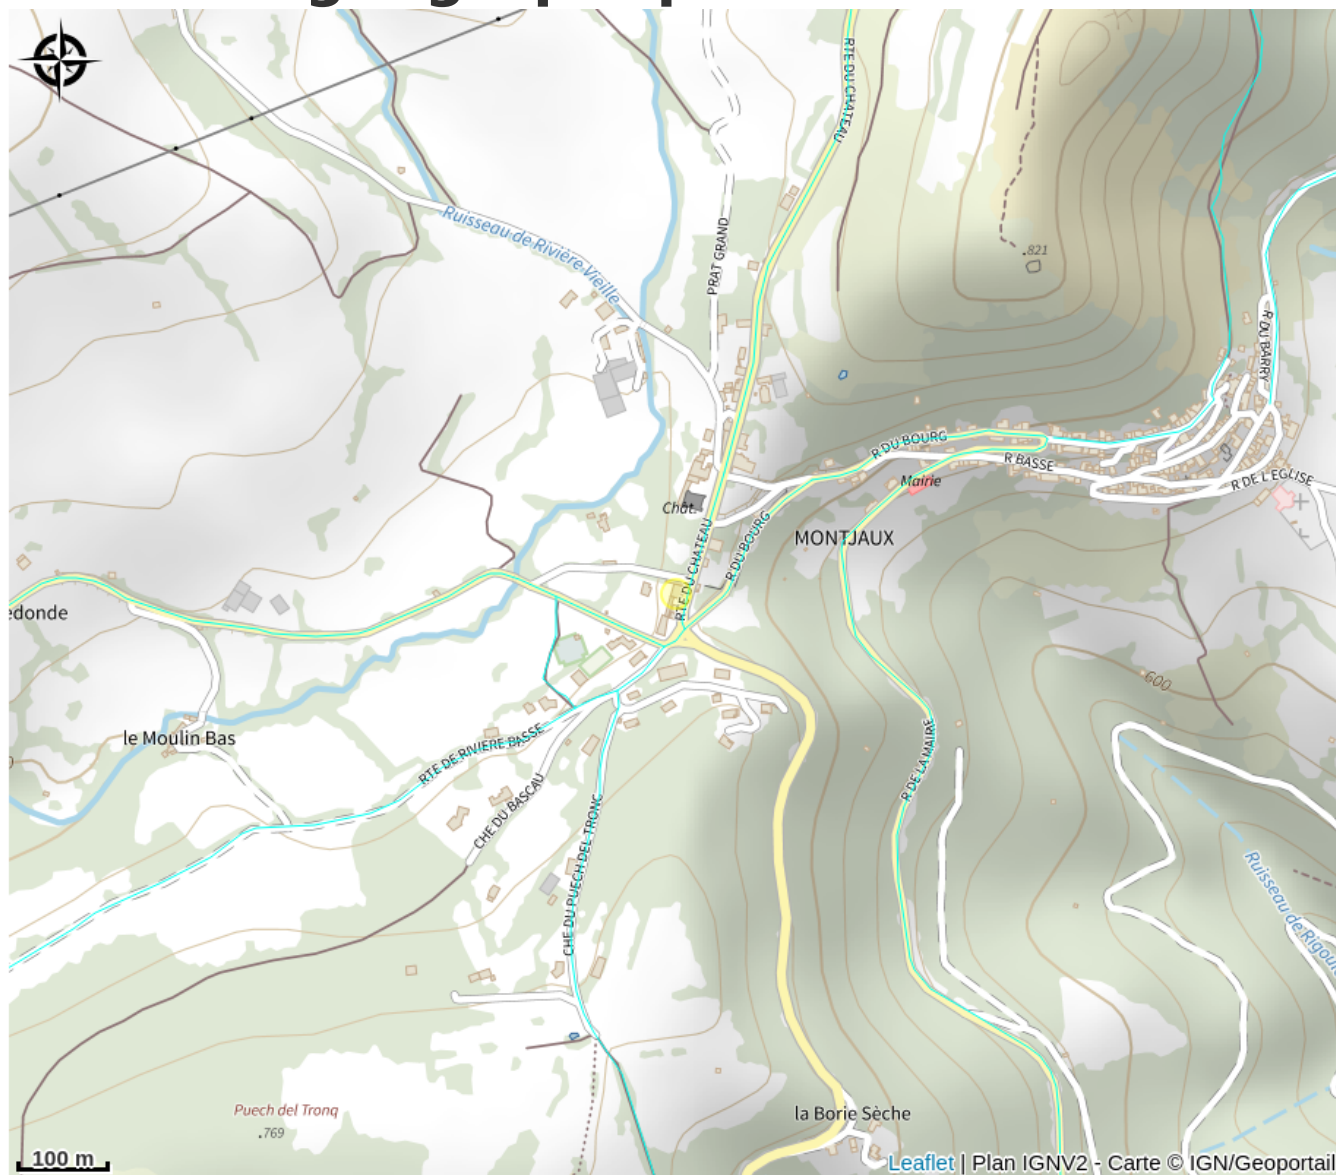 RTE DU CHATEAU
Ruisseau de Rivière Vieille
PRAT GRAND
.821
R DU BARRY
R DU BOURG
R BASSE
Mairie
R DE L'EGLISE
Chât.
RTE DU CHATEAU
R DU BOURG
MONTJAUX
edonde
600
le Moulin Bas
RTE DE RIVIERE BASSE
CHE DU BASCAU
CHE DU PUECH DEL TRONC
R DE LA MAIRIE
Ruisseau de Rigoul
Puech del Tronq
.769
la Borie Sèche
100 m
Leaflet | Plan IGNV2 - Carte © IGN/Geoportail